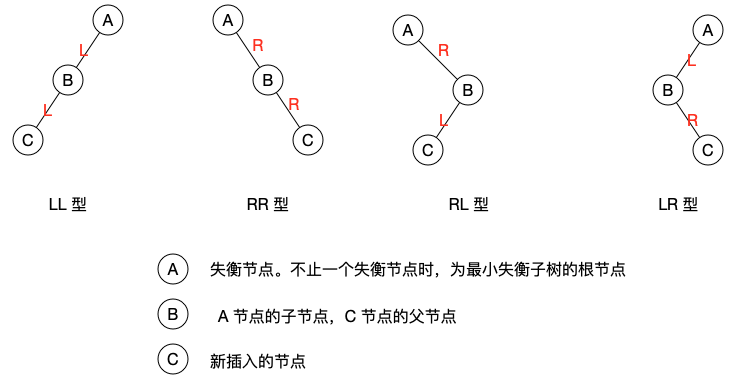 A A A A
L R R L
B B B B
L R L R
C C C C
LL 型 RR 型 RL 型 LR 型
A 失衡节点。不止一个失衡节点时，为最小失衡子树的根节点
B A 节点的子节点，C 节点的父节点
C 新插入的节点